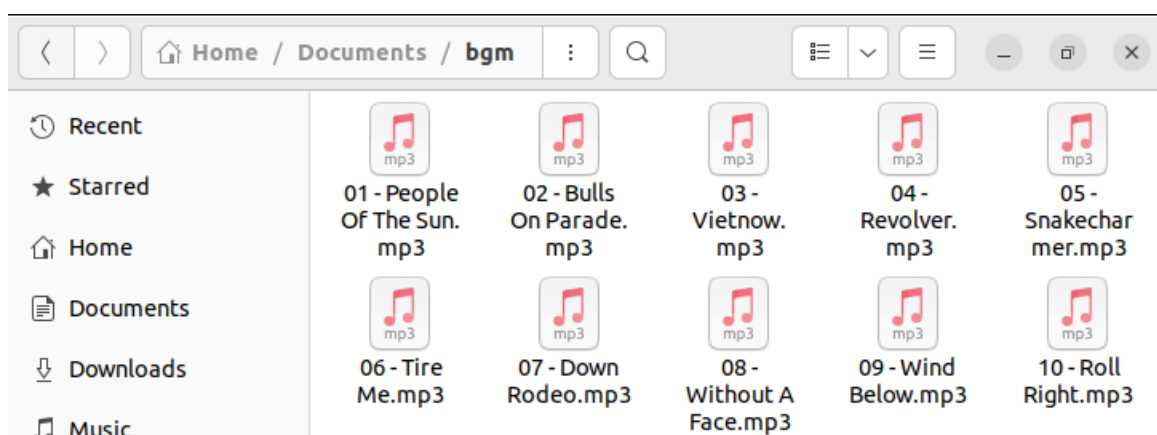 Home / Documents / bgm
Recent
Starred
Home
Documents
Downloads
Music
mp3 mp3 mp3 mp3 mp3
01 - People 02 - Bulls 03 - 04 - 05 -
Of The Sun. On Parade. Vietnow. Revolver. Snakechar
mp3 mp3 mp3 mp3 mer.mp3
mp3 mp3 mp3 mp3 mp3
06 - Tire 07 - Down 08 - 09 - Wind 10 - Roll
Me.mp3 Rodeo.mp3 Without A Below.mp3 Right.mp3
Face.mp3